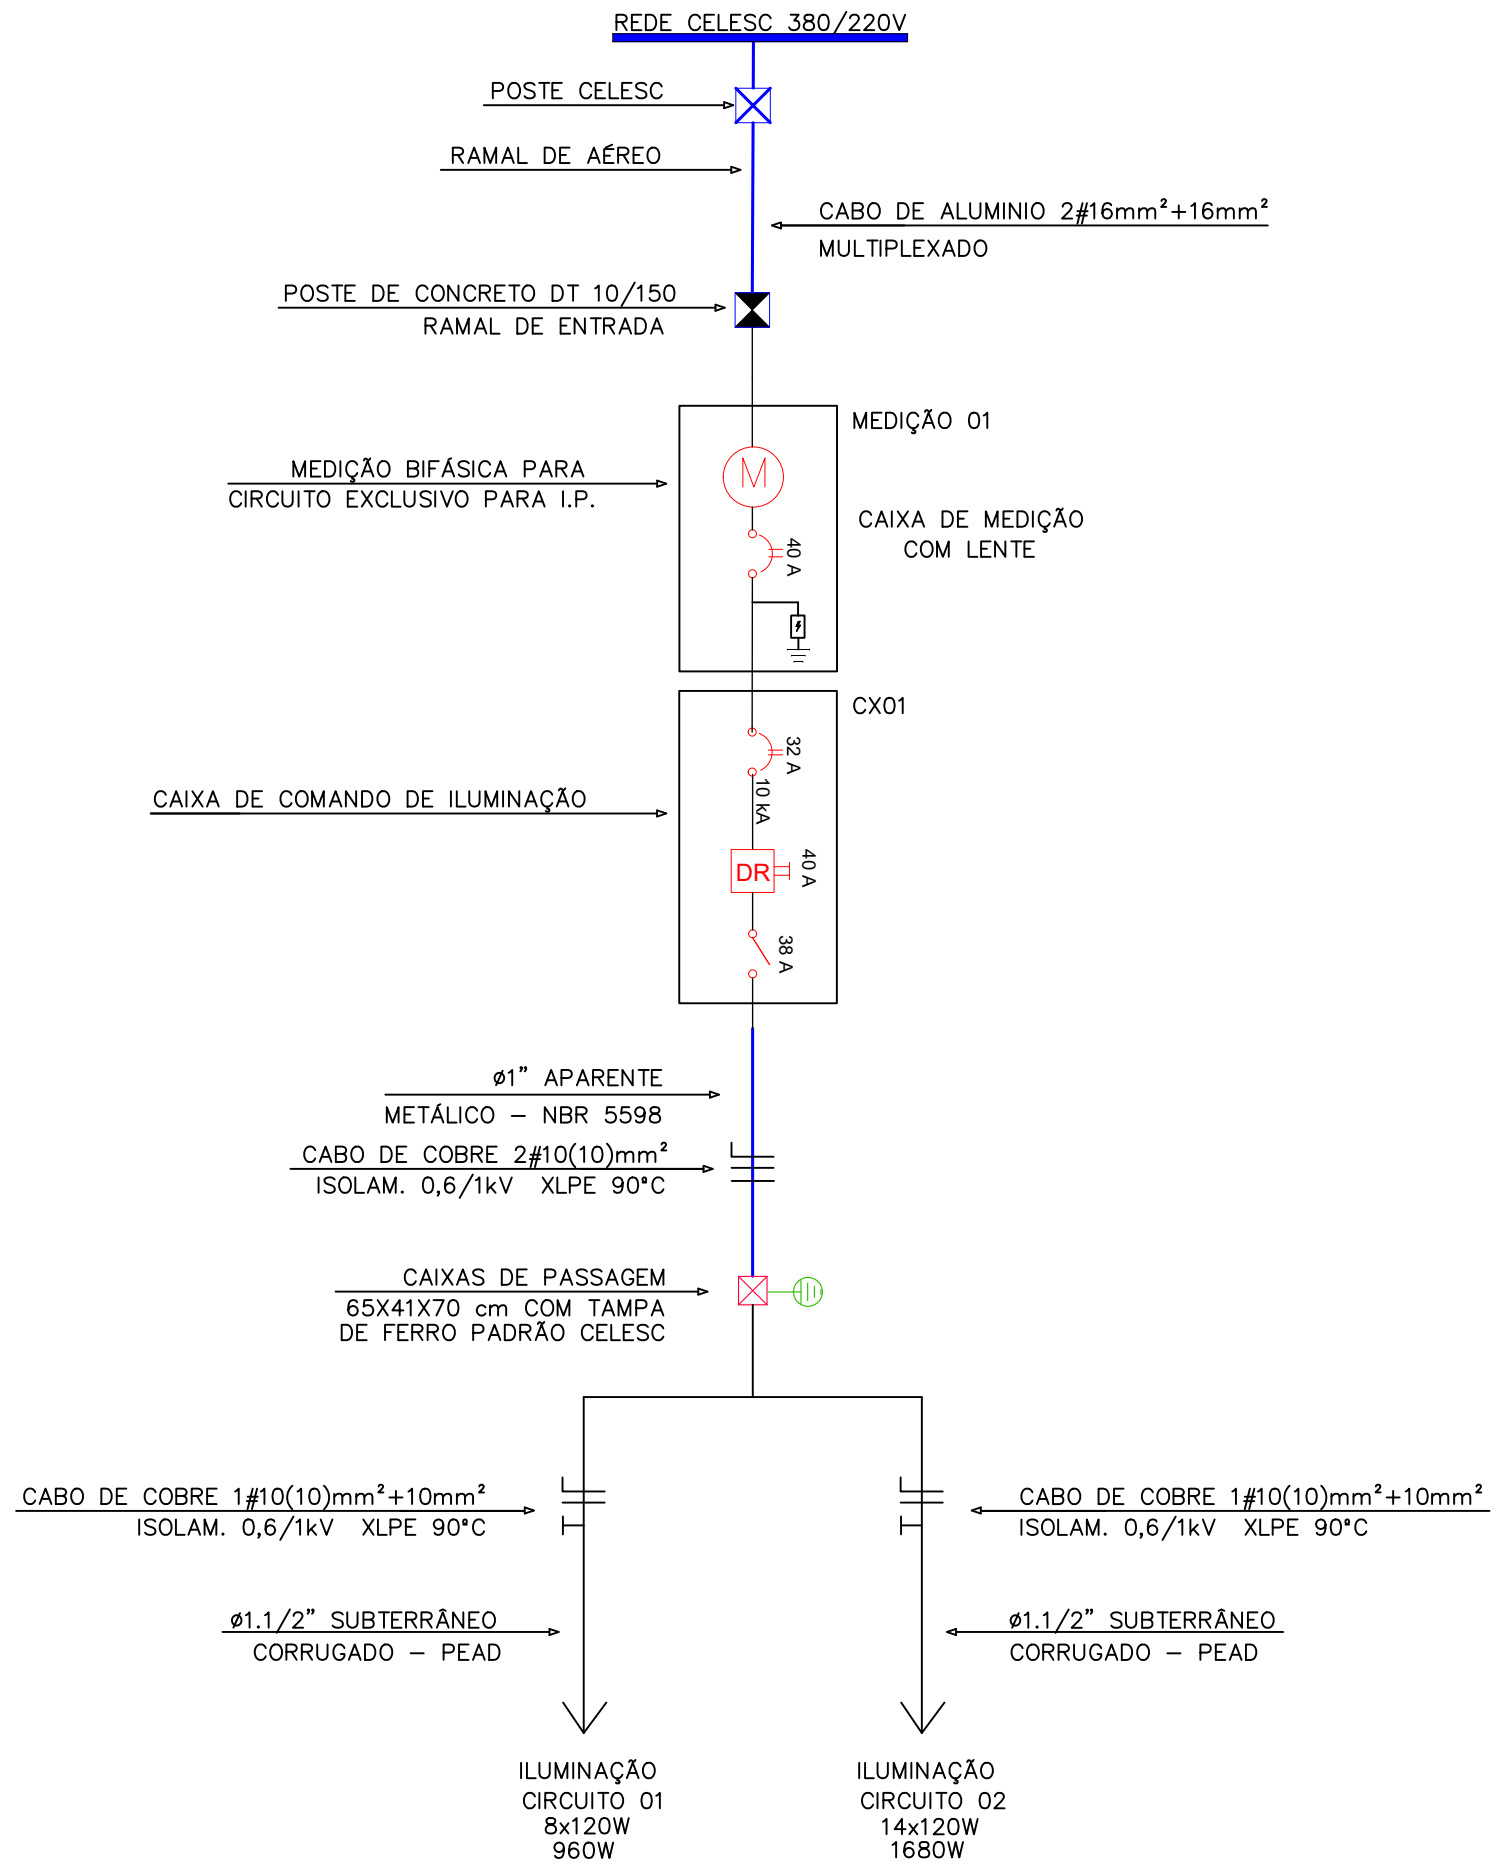 REDE CELESC 380/220V
POSTE CELESC
RAMAL DE AÉREO
CABO DE ALUMINIO 2#16mm²+16mm²
MULTIPLEXADO
POSTE DE CONCRETO DT 10/150
RAMAL DE ENTRADA
MEDIÇÃO 01
MEDIÇÃO BIFÁSICA PARA
CIRCUITO EXCLUSIVO PARA I.P.
M
CAIXA DE MEDIÇÃO
COM LENTE
40 A
CX01
32 A
10 kA
CAIXA DE COMANDO DE ILUMINAÇÃO
DR
40 A
38 A
ø1” APARENTE
METÁLICO – NBR 5598
CABO DE COBRE 2#10(10)mm²
ISOLAM. 0,6/1kV XLPE 90°C
CAIXAS DE PASSAGEM
65X41X70 cm COM TAMPA
DE FERRO PADRÃO CELESC
CABO DE COBRE 1#10(10)mm²+10mm²
ISOLAM. 0,6/1kV XLPE 90°C
CABO DE COBRE 1#10(10)mm²+10mm²
ISOLAM. 0,6/1kV XLPE 90°C
ø1.1/2” SUBTERRÂNEO
CORRUGADO – PEAD
ø1.1/2” SUBTERRÂNEO
CORRUGADO – PEAD
ILUMINAÇÃO
CIRCUITO 01
8x120W
960W
ILUMINAÇÃO
CIRCUITO 02
14x120W
1680W